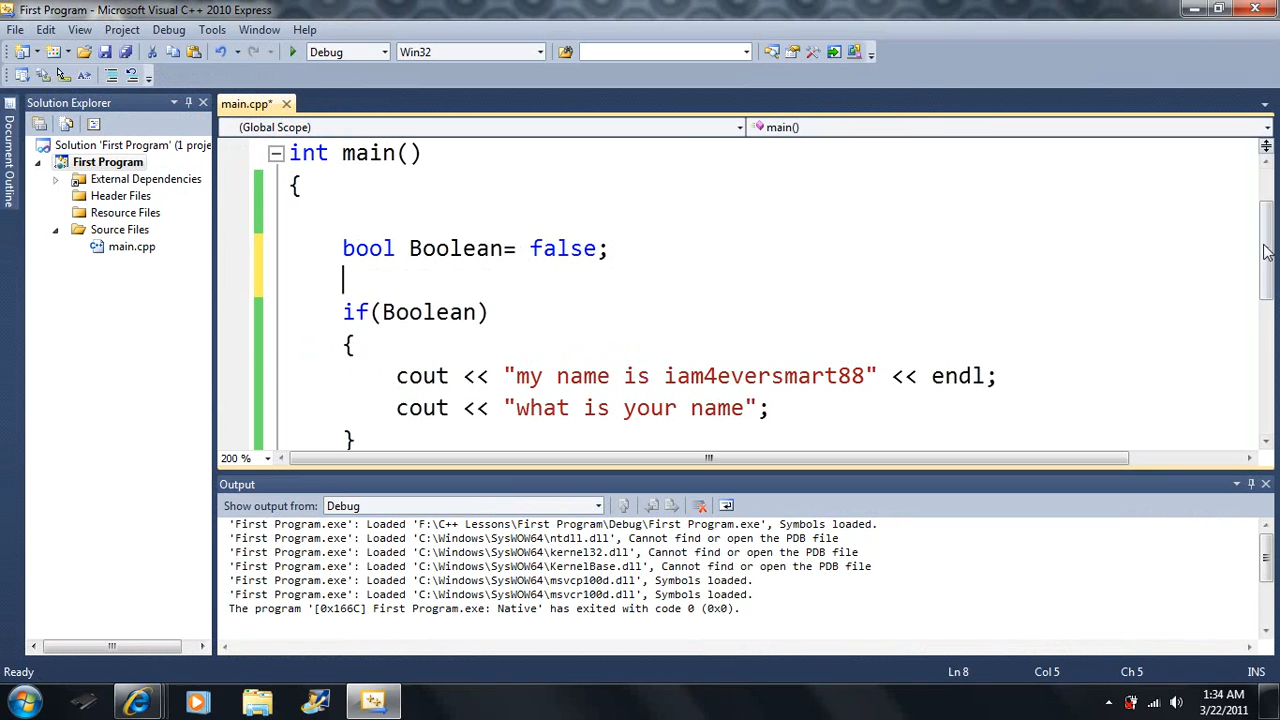 First Program - Microsoft Visual C++ 2010 Express
File Edit View Project Debug Tools Window Help
Debug Win32
Solution Explorer
main.cpp*
Document Outline
(Global Scope) main()
Solution 'First Program' (1 proje
First Program
External Dependencies
Header Files
Resource Files
Source Files
main.cpp
int main()
{
bool Boolean= false;
if(Boolean)
{
cout << "my name is iam4eversmart88" << endl;
cout << "what is your name";
}
200 %
Output
Show output from: Debug
'First Program.exe': Loaded 'F:\C++ Lessons\First Program\Debug\First Program.exe', Symbols loaded.
'First Program.exe': Loaded 'C:\Windows\SysWOW64\ntdll.dll', Cannot find or open the PDB file
'First Program.exe': Loaded 'C:\Windows\SysWOW64\kernel32.dll', Cannot find or open the PDB file
'First Program.exe': Loaded 'C:\Windows\SysWOW64\KernelBase.dll', Cannot find or open the PDB file
'First Program.exe': Loaded 'C:\Windows\SysWOW64\msvcp100d.dll', Symbols loaded.
'First Program.exe': Loaded 'C:\Windows\SysWOW64\msvcr100d.dll', Symbols loaded.
The program '[0x166C] First Program.exe: Native' has exited with code 0 (0x0).
Ready Ln 8 Col 5 Ch 5 INS
1:34 AM
3/22/2011